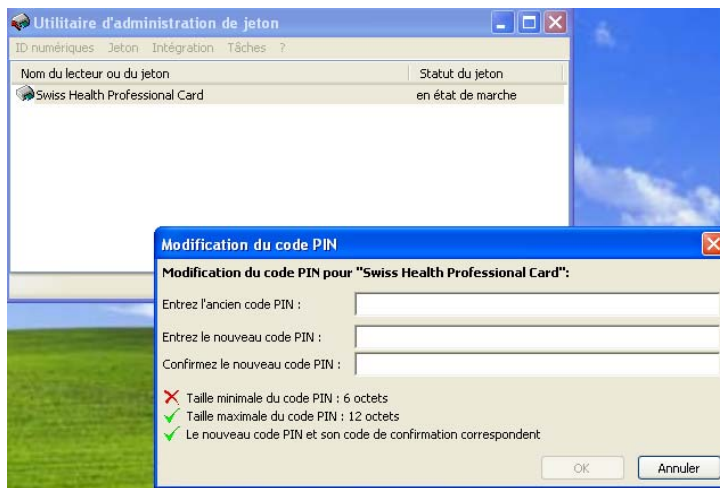 Utilitaire d'administration de jeton
ID numériques Jeton Intégration Tâches ?
Nom du lecteur ou du jeton Statut du jeton
Swiss Health Professional Card en état de marche
Modification du code PIN
Modification du code PIN pour "Swiss Health Professional Card":
Entrez l'ancien code PIN :
Entrez le nouveau code PIN :
Confirmez le nouveau code PIN :
Taille minimale du code PIN : 6 octets
Taille maximale du code PIN : 12 octets
Le nouveau code PIN et son code de confirmation correspondent
OK Annuler